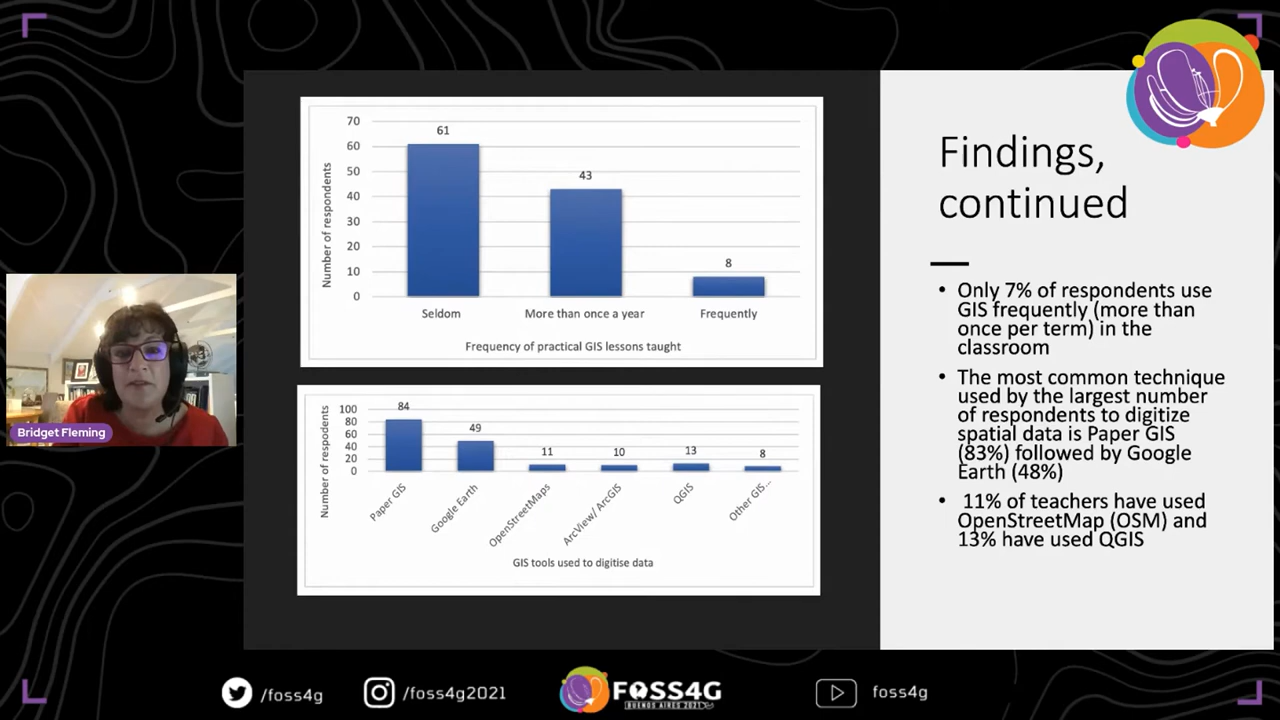 70
60
50
40
30
20
10
0
Number of respondents
61
43
8
Seldom
More than once a year
Frequently
Frequency of practical GIS lessons taught
100
80
60
40
20
0
Number of respodents
84
49
11
10
13
8
Paper GIS
Google Earth
OpenStreetMaps
ArcView/ ArcGIS
QGIS
Other GIS...
GIS tools used to digitise data
Findings,
continued
• Only 7% of respondents use
GIS frequently (more than
once per term) in the
classroom
• The most common technique
used by the largest number
of respondents to digitize
spatial data is Paper GIS
(83%) followed by Google
Earth (48%)
• 11% of teachers have used
OpenStreetMap (OSM) and
13% have used QGIS
Bridget Fleming
/foss4g
/foss4g2021
FOSS4G
BUENOS AIRES 2021
foss4g